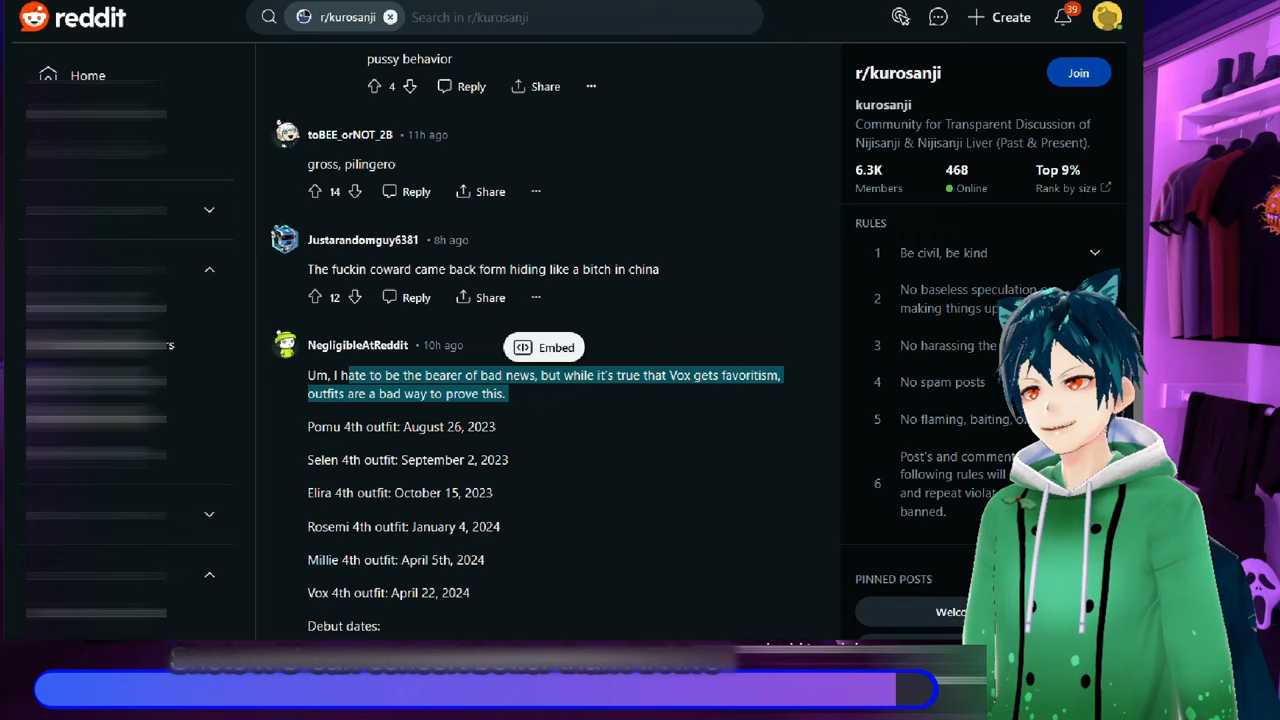 reddit
r/kurosanji
Search in r/kurosanji
Create
39
Home
pussy behavior
4
Reply
Share
toBEE_orNOT_2B • 11h ago
gross, pilingero
14
Reply
Share
Justarandomguy6381 • 8h ago
The fuckin coward came back form hiding like a bitch in china
12
Reply
Share
NegligibleAtReddit • 10h ago
Embed
Um, I hate to be the bearer of bad news, but while it's true that Vox gets favoritism,
outfits are a bad way to prove this.
Pomu 4th outfit: August 26, 2023
Selen 4th outfit: September 2, 2023
Elira 4th outfit: October 15, 2023
Rosemi 4th outfit: January 4, 2024
Millie 4th outfit: April 5th, 2024
Vox 4th outfit: April 22, 2024
Debut dates:
r/kurosanji
Join
kurosanji
Community for Transparent Discussion of
Nijisanji & Nijisanji Liver (Past & Present).
6.3K
468
Top 9%
Members
Online
Rank by size
RULES
1
Be civil, be kind
2
No baseless speculation
making things up
3
No harassing the
4
No spam posts
5
No flaming, baiting,
6
Post's and comment
following rules will
and repeat
banned.
PINNED POSTS